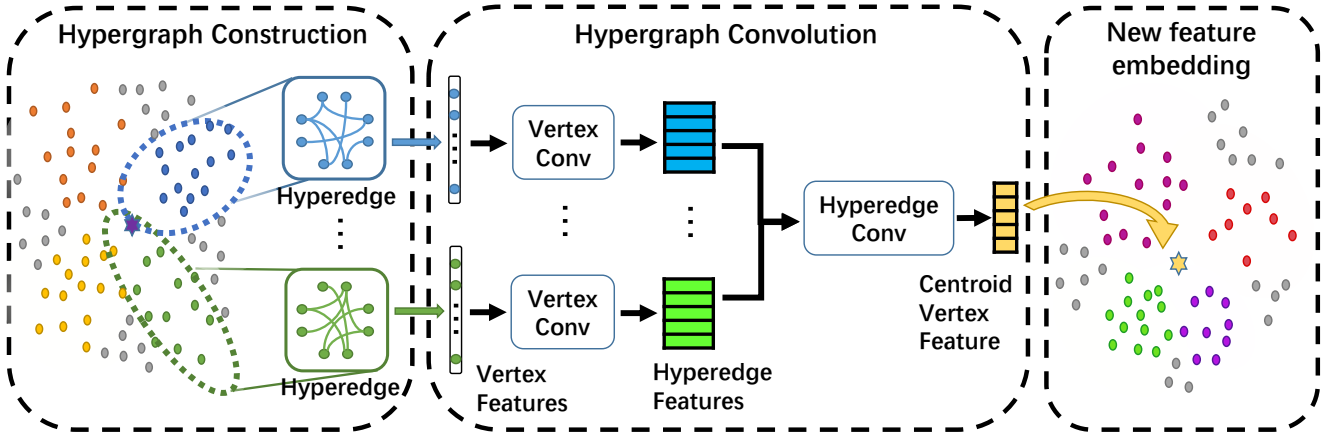 Hypergraph Construction
Hyperedge
Hyperedge
Hypergraph Convolution
Vertex
Conv
Vertex
Conv
Vertex
Features
Hyperedge
Features
Hyperedge
Conv
Centroid
Vertex
Feature
New feature
embedding